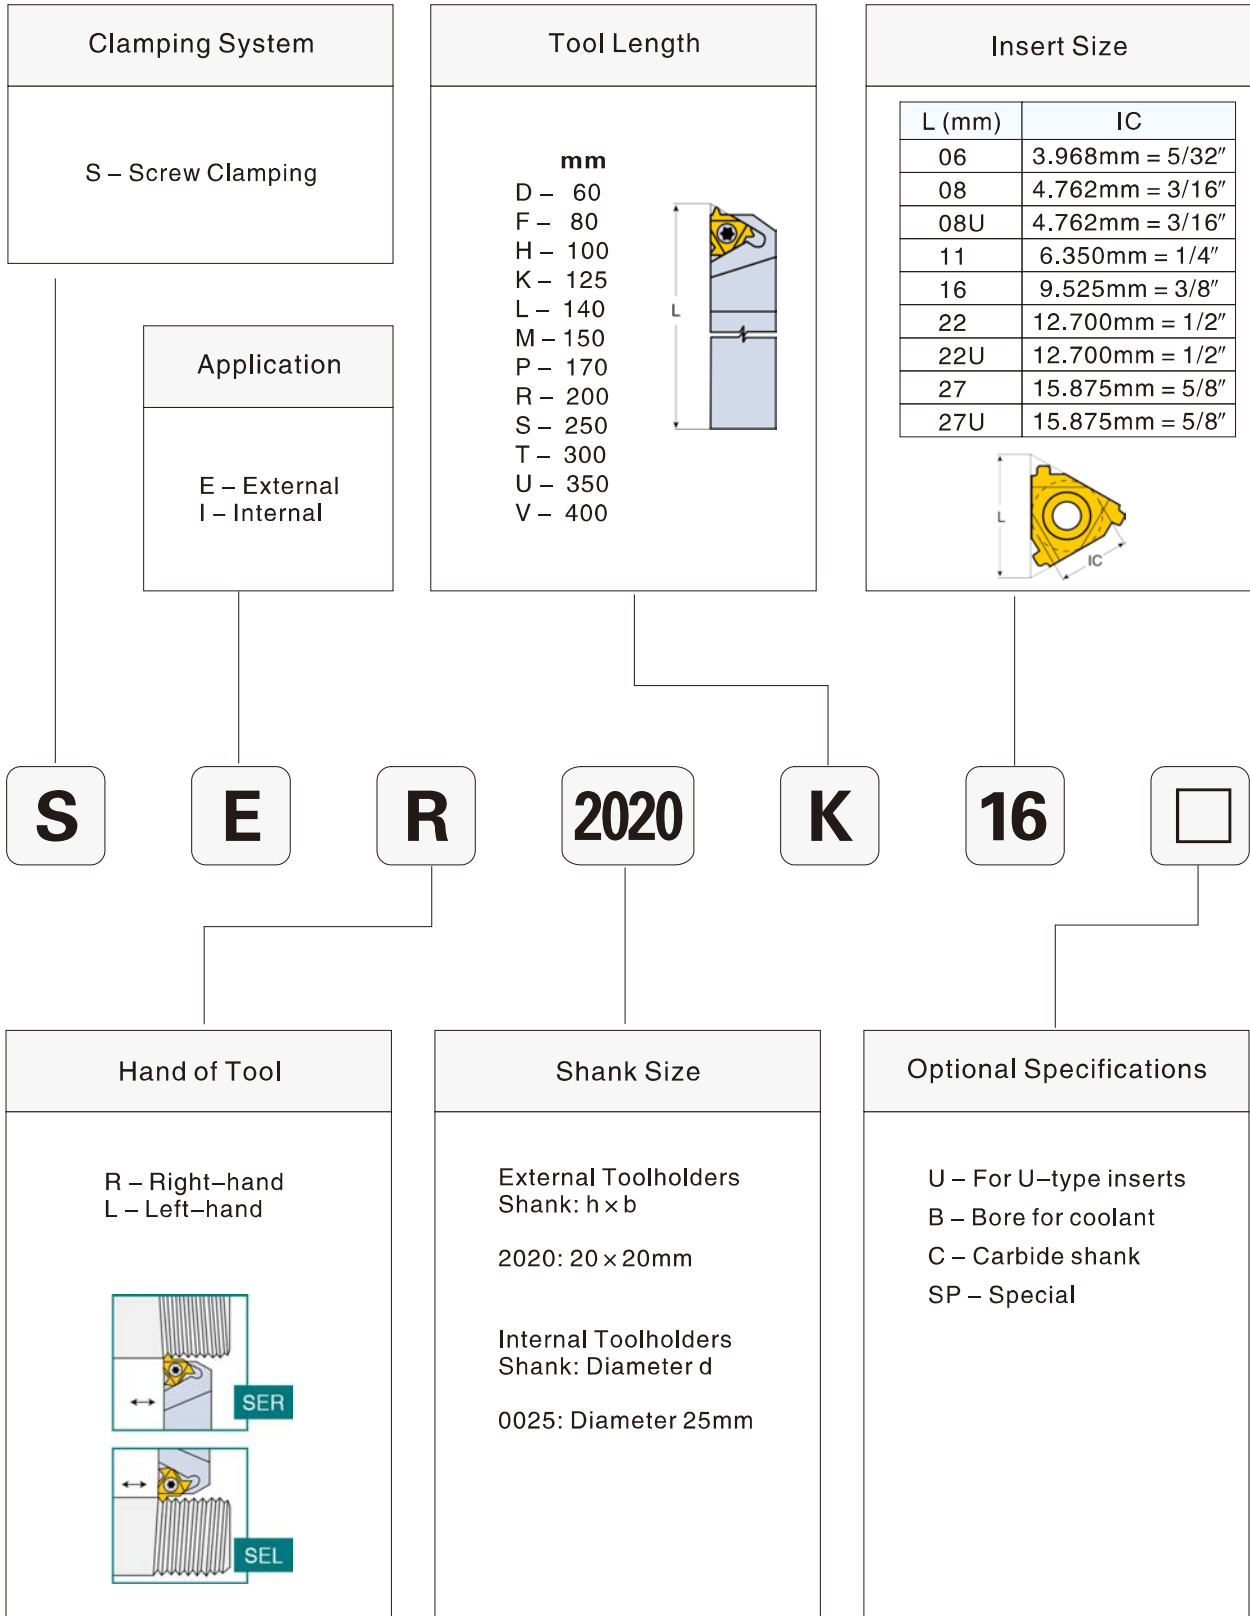 Clamping System
S – Screw Clamping
Application
E – External
I – Internal
Tool Length
mm
D – 60
F – 80
H – 100
K – 125
L – 140
M – 150
P – 170
R – 200
S – 250
T – 300
U – 350
V – 400
L
Insert Size
L (mm) IC
06 3.968mm = 5/32″
08 4.762mm = 3/16″
08U 4.762mm = 3/16″
11 6.350mm = 1/4″
16 9.525mm = 3/8″
22 12.700mm = 1/2″
22U 12.700mm = 1/2″
27 15.875mm = 5/8″
27U 15.875mm = 5/8″
L
IC
S E R 2020 K 16
Hand of Tool
R – Right–hand
L – Left–hand
SER
SEL
Shank Size
External Toolholders
Shank: h × b
2020: 20 × 20mm
Internal Toolholders
Shank: Diameter d
0025: Diameter 25mm
Optional Specifications
U – For U–type inserts
B – Bore for coolant
C – Carbide shank
SP – Special